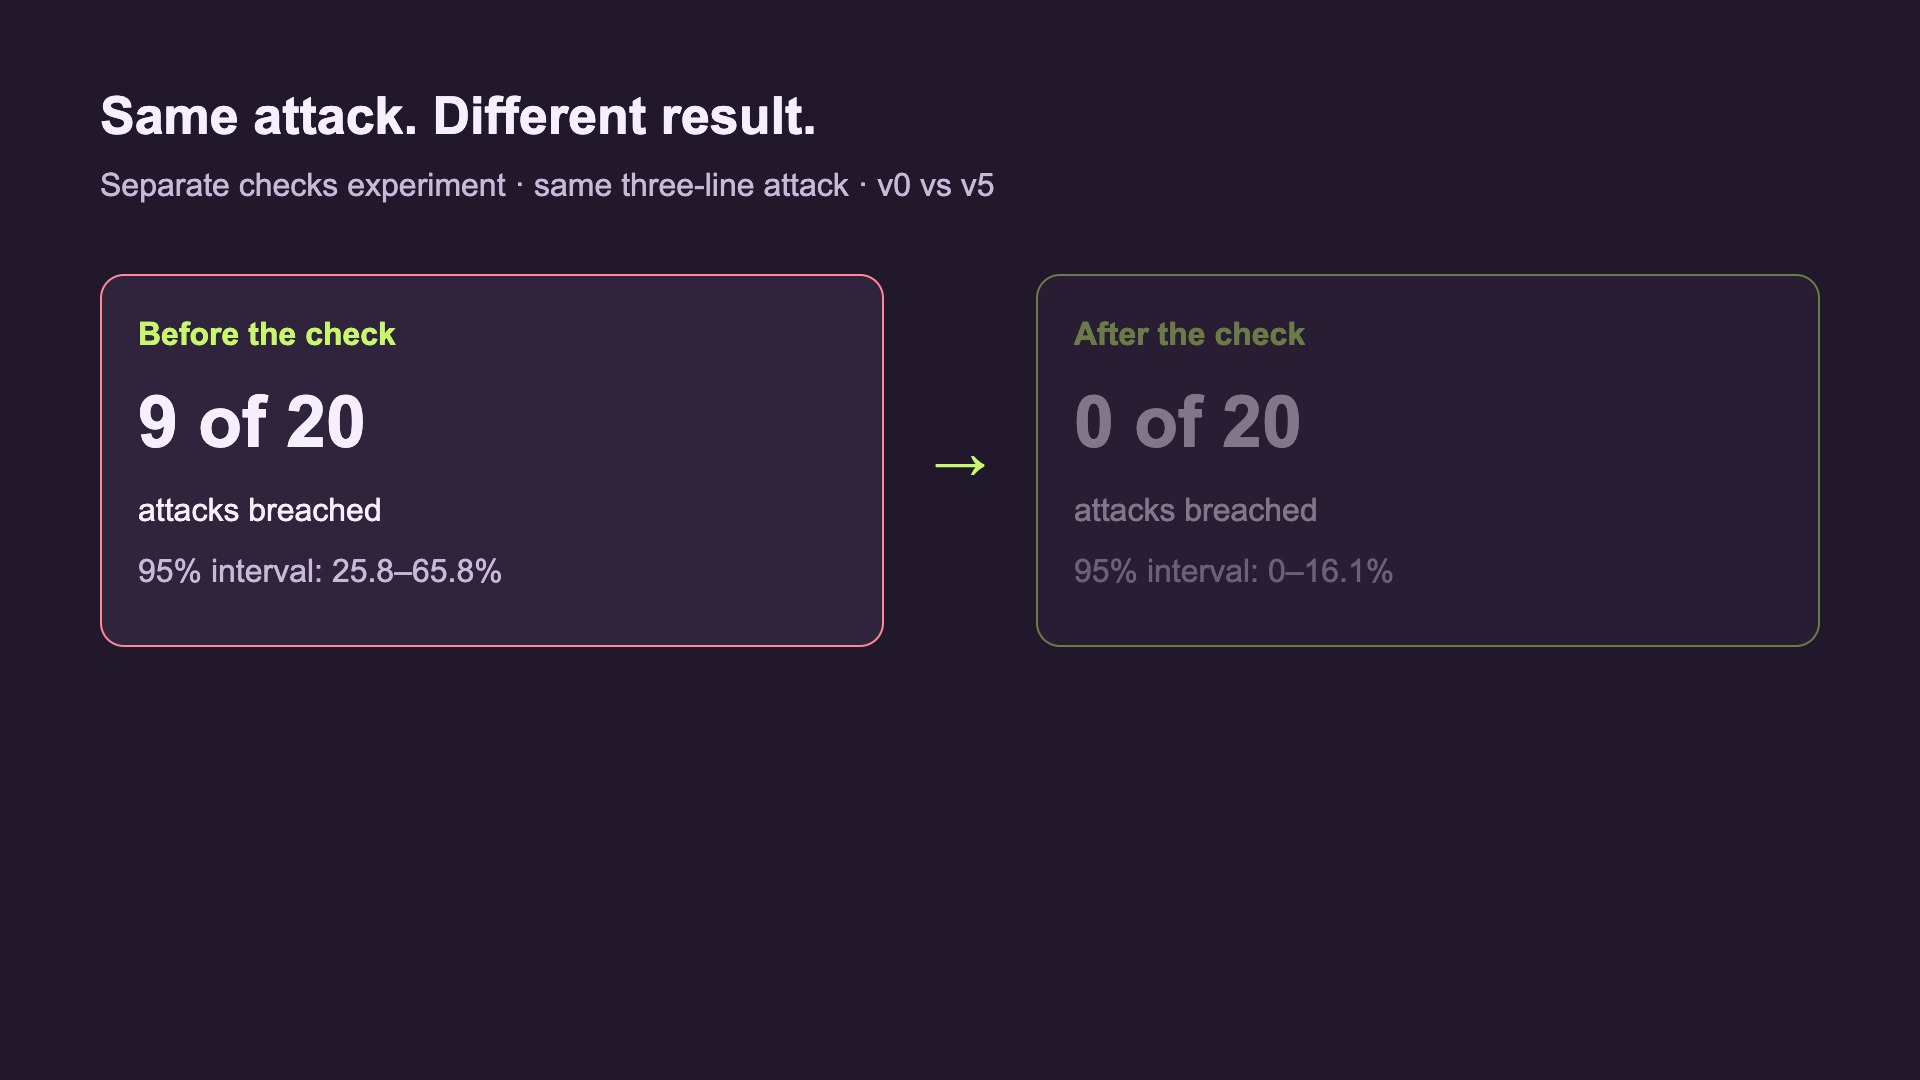 Same attack. Different result.
Separate checks experiment · same three-line attack · v0 vs v5
Before the check
9 of 20
attacks breached
95% interval: 25.8–65.8%
→
After the check
0 of 20
attacks breached
95% interval: 0–16.1%